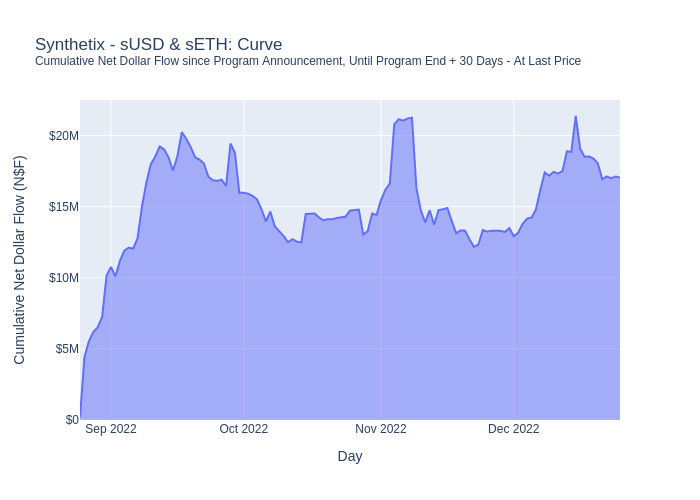 Synthetix - sUSD & sETH: Curve
Cumulative Net Dollar Flow since Program Announcement, Until Program End + 30 Days - At Last Price
Cumulative Net Dollar Flow (N$F)
$20M
$15M
$10M
$5M
$0
Sep 2022
Oct 2022
Nov 2022
Dec 2022
Day